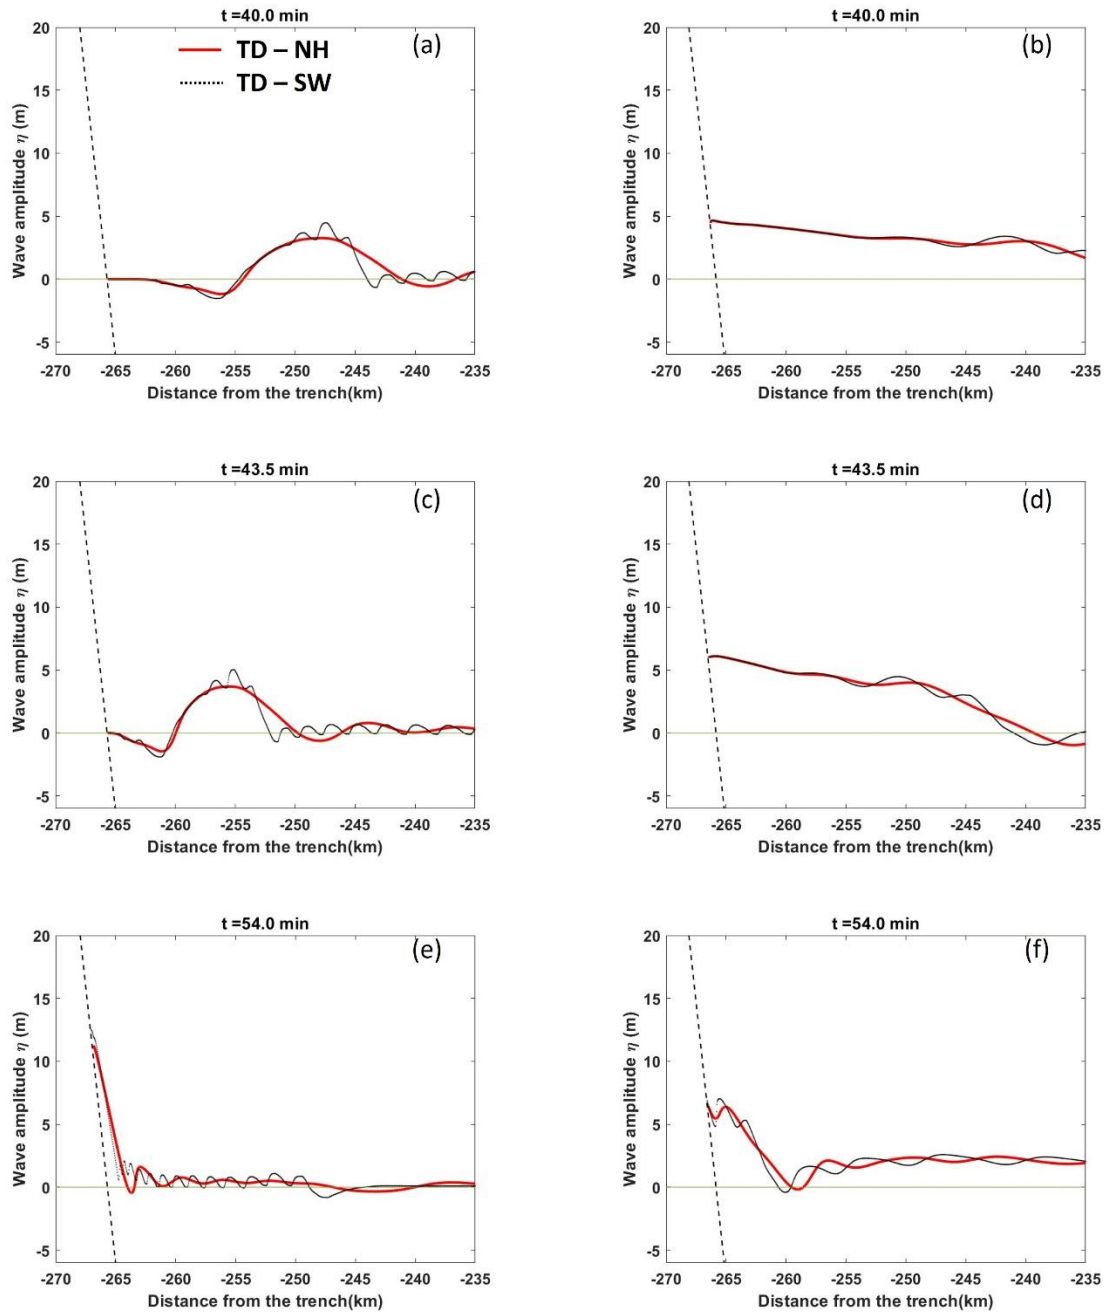 t =40.0 min
(a)
TD – NH
TD – SW
20
15
10
5
0
-5
Wave amplitude η (m)
-270 -265 -260 -255 -250 -245 -240 -235
Distance from the trench(km)
t =40.0 min
(b)
20
15
10
5
0
-5
Wave amplitude η (m)
-270 -265 -260 -255 -250 -245 -240 -235
Distance from the trench(km)
t =43.5 min
(c)
20
15
10
5
0
-5
Wave amplitude η (m)
-270 -265 -260 -255 -250 -245 -240 -235
Distance from the trench(km)
t =43.5 min
(d)
20
15
10
5
0
-5
Wave amplitude η (m)
-270 -265 -260 -255 -250 -245 -240 -235
Distance from the trench(km)
t =54.0 min
(e)
20
15
10
5
0
-5
Wave amplitude η (m)
-270 -265 -260 -255 -250 -245 -240 -235
Distance from the trench(km)
t =54.0 min
(f)
20
15
10
5
0
-5
Wave amplitude η (m)
-270 -265 -260 -255 -250 -245 -240 -235
Distance from the trench(km)